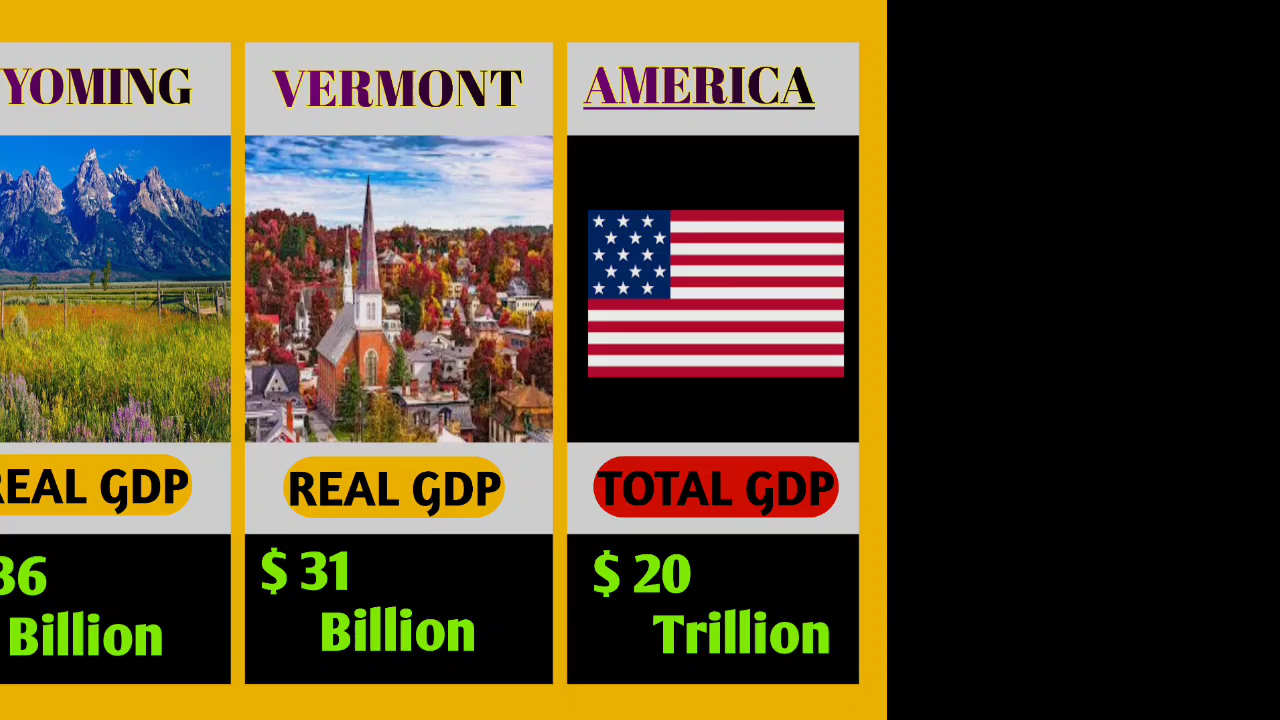 YOMING
REAL GDP
36
Billion
VERMONT
REAL GDP
$ 31
Billion
AMERICA
TOTAL GDP
$ 20
Trillion